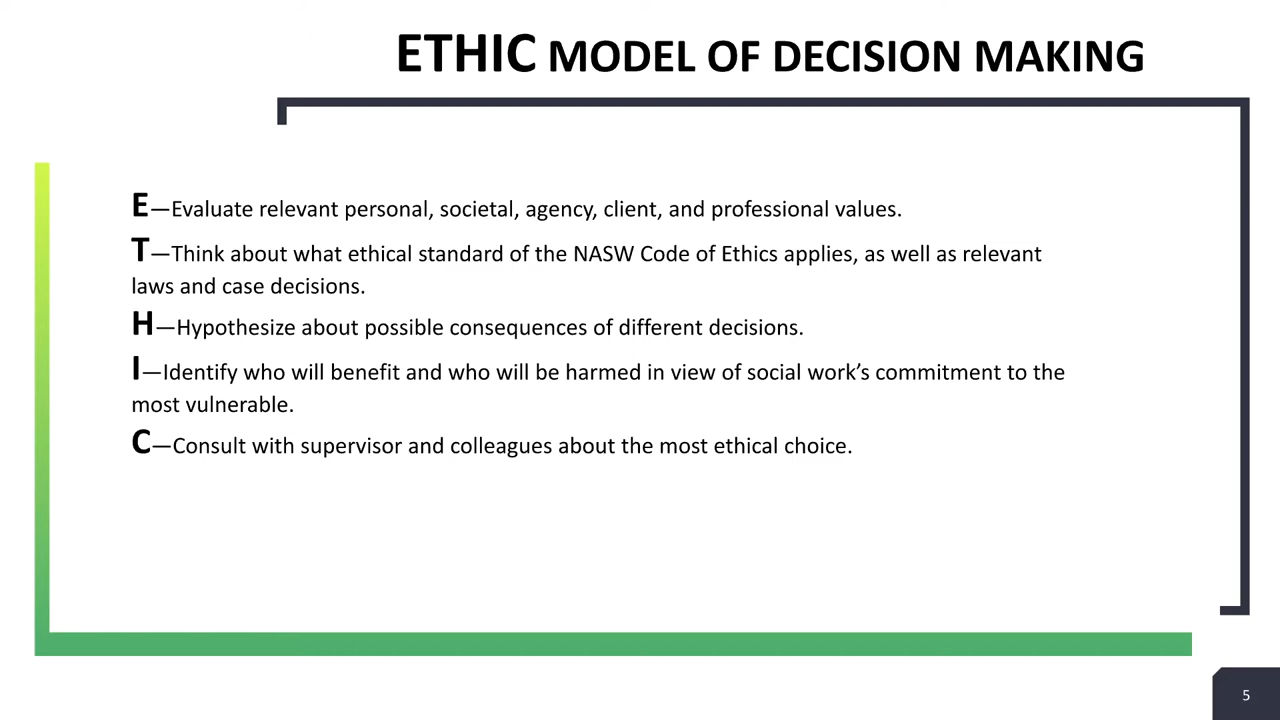 ETHIC MODEL OF DECISION MAKING
E—Evaluate relevant personal, societal, agency, client, and professional values.
T—Think about what ethical standard of the NASW Code of Ethics applies, as well as relevant
laws and case decisions.
H—Hypothesize about possible consequences of different decisions.
I—Identify who will benefit and who will be harmed in view of social work’s commitment to the
most vulnerable.
C—Consult with supervisor and colleagues about the most ethical choice.
5